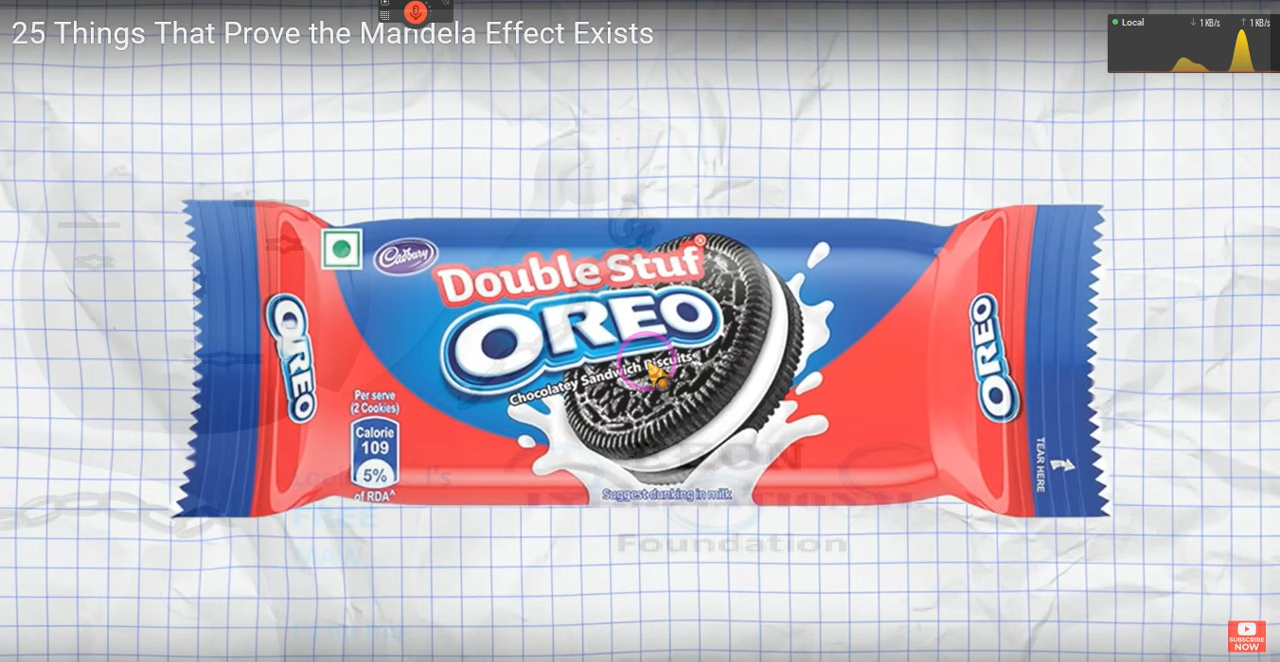 25 Things That Prove the Mandela Effect Exists
Local ↓ 1 KB/s ↑ 1 KB/s
Cadbury
Double Stuf®
OREO
Chocolatey Sandwich Biscuits
OREO
OREO
Per serve
(2 Cookies)
Calorie
109
5%
of RDA^
TEAR HERE
Suggest dunking in milk
Foundation
FREE
SUBSCRIBE
NOW